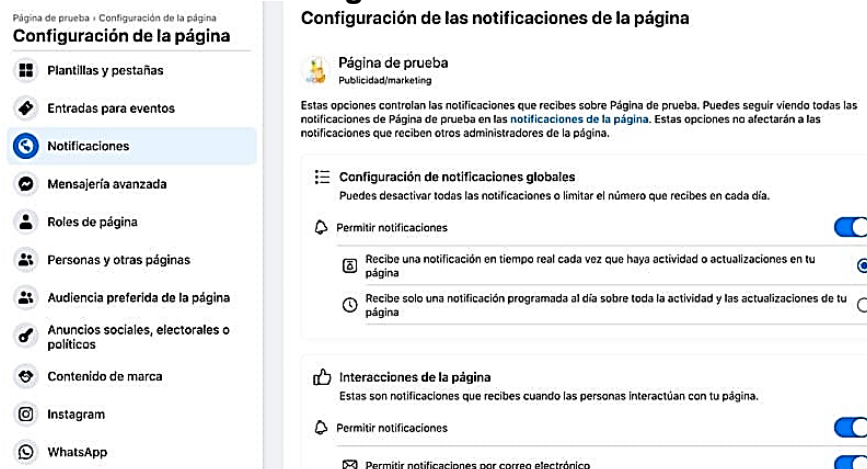 Página de prueba › Configuración de la página
Configuración de la página
Plantillas y pestañas
Entradas para eventos
Notificaciones
Mensajería avanzada
Roles de página
Personas y otras páginas
Audiencia preferida de la página
Anuncios sociales, electorales o
políticos
Contenido de marca
Instagram
WhatsApp
Configuración de las notificaciones de la página
Página de prueba
Publicidad/marketing
Estas opciones controlan las notificaciones que recibes sobre Página de prueba. Puedes seguir viendo todas las
notificaciones de Página de prueba en las notificaciones de la página. Estas opciones no afectarán a las
notificaciones que reciben otros administradores de la página.
Configuración de notificaciones globales
Puedes desactivar todas las notificaciones o limitar el número que recibes en cada día.
Permitir notificaciones
Recibe una notificación en tiempo real cada vez que haya actividad o actualizaciones en tu
página
Recibe solo una notificación programada al día sobre toda la actividad y las actualizaciones de tu
página
Interacciones de la página
Estas son notificaciones que recibes cuando las personas interactúan con tu página.
Permitir notificaciones
Permitir notificaciones por correo electrónico